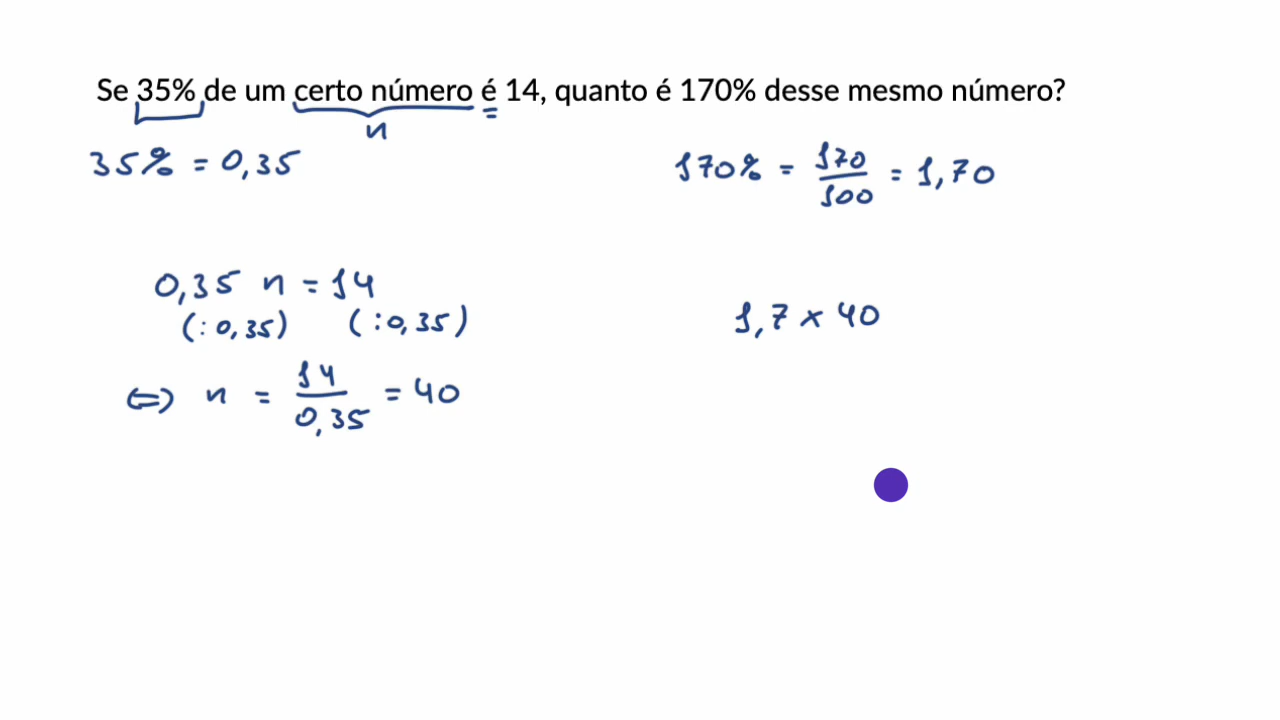 Se 35% de um certo número é 14, quanto é 170% desse mesmo número?
n
35% = 0,35
170% = 170/100 = 1,70
0,35 n = 14
(:0,35) (:0,35)
1,7 × 40
⇔ n = 14/0,35 = 40